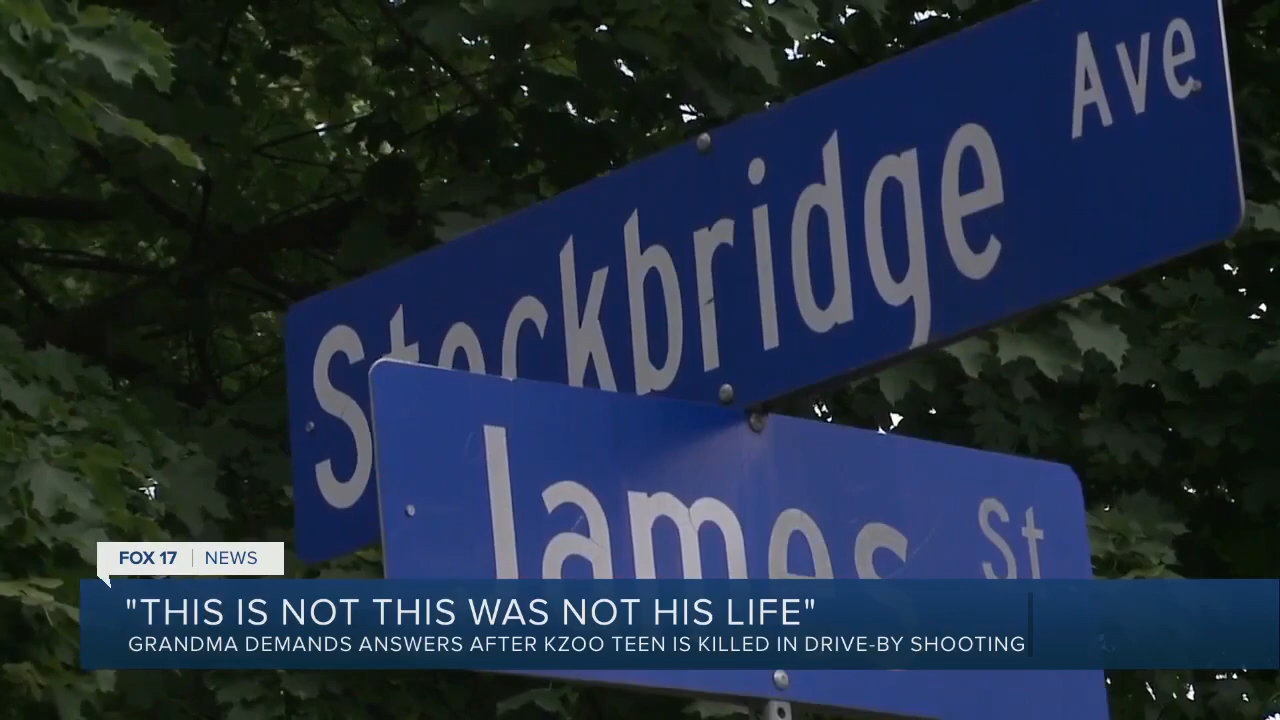 Stockbridge Ave
James St
FOX 17 | NEWS
"THIS IS NOT THIS WAS NOT HIS LIFE"
GRANDMA DEMANDS ANSWERS AFTER KZOO TEEN IS KILLED IN DRIVE-BY SHOOTING